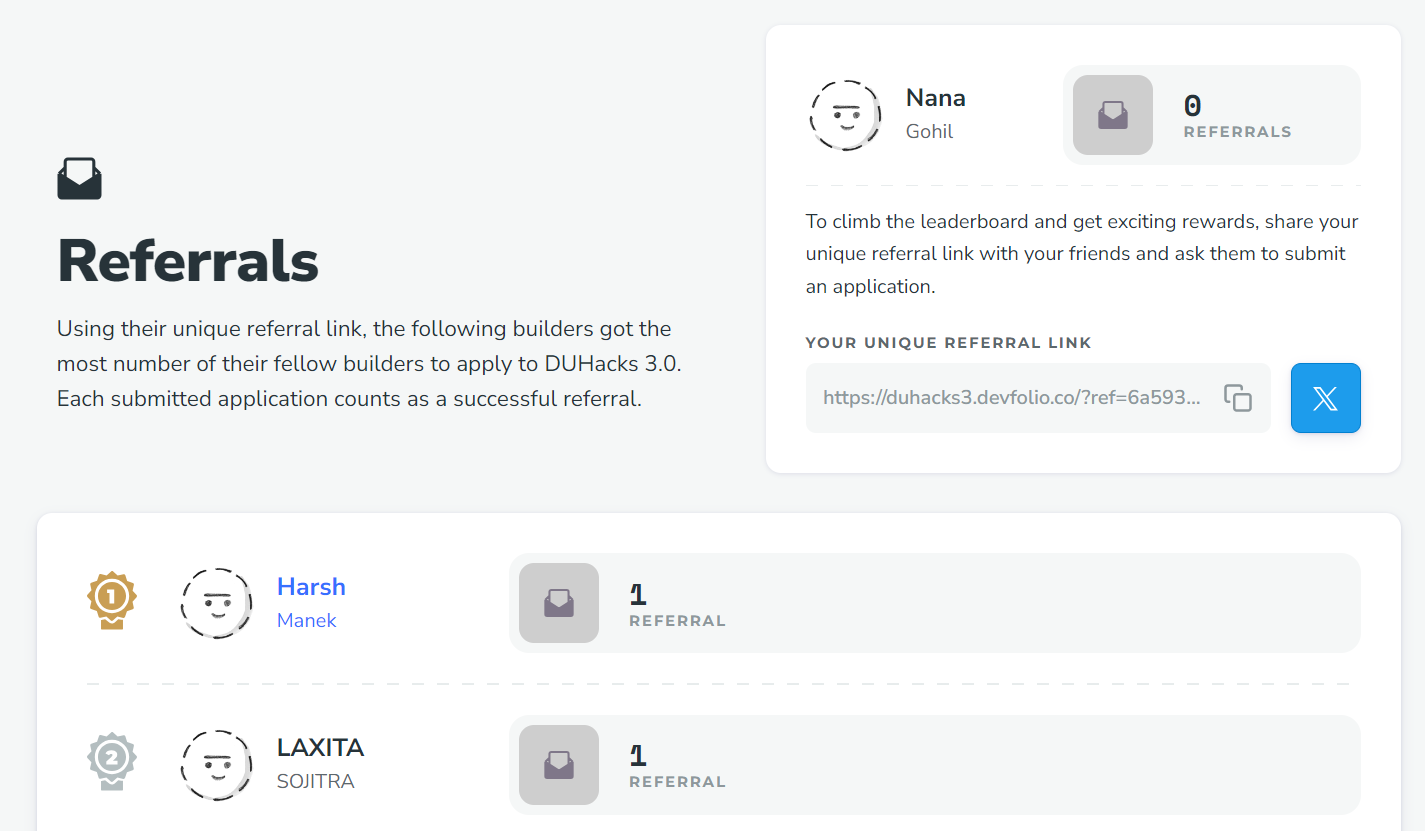 Referrals
Using their unique referral link, the following builders got the
most number of their fellow builders to apply to DUHacks 3.0.
Each submitted application counts as a successful referral.
Nana
Gohil
0
REFERRALS
To climb the leaderboard and get exciting rewards, share your
unique referral link with your friends and ask them to submit
an application.
YOUR UNIQUE REFERRAL LINK
https://duhacks3.devfolio.co/?ref=6a593...
1
Harsh
Manek
1
REFERRAL
2
LAXITA
SOJITRA
1
REFERRAL